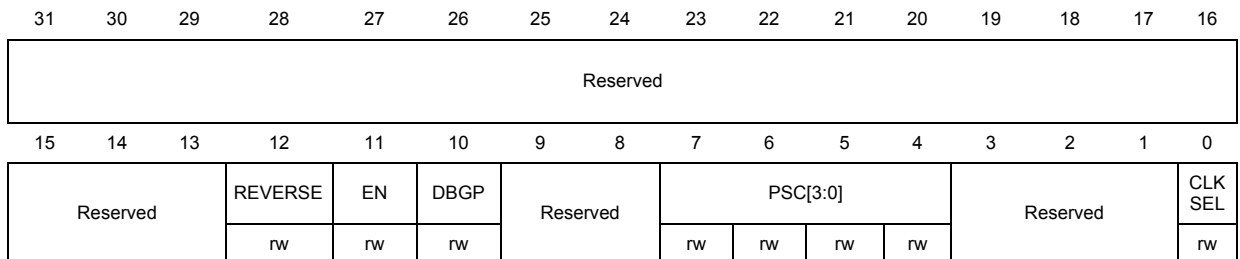 31 30 29 28 27 26 25 24 23 22 21 20 19 18 17 16
Reserved
15 14 13 12 11 10 9 8 7 6 5 4 3 2 1 0
Reserved REVERSE EN DBGP Reserved PSC[3:0] Reserved CLK
SEL
rw rw rw rw rw rw rw rw